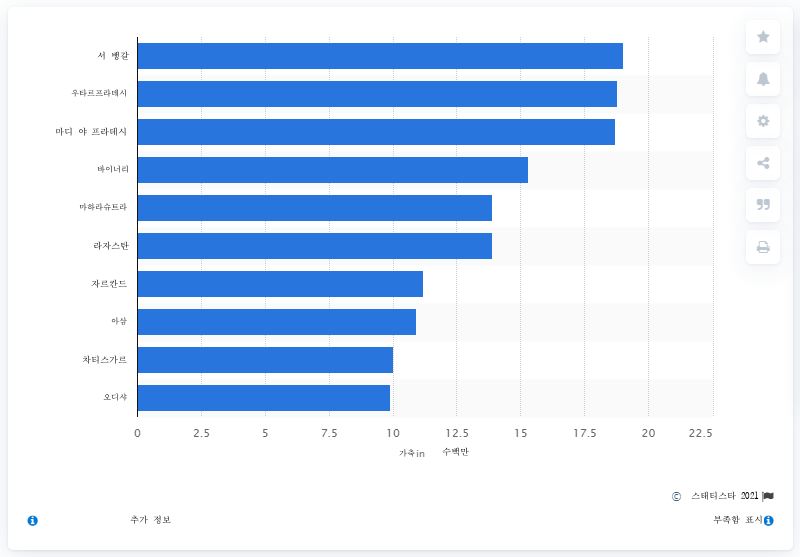 서 벵갈
우타르프라데시
마디 야 프라데시
바이너리
마하라슈트라
라자스탄
자르칸드
아삼
차티스가르
오디샤
0 2.5 5 7.5 10 12.5 15 17.5 20 22.5
가축in 수백만
© 스태티스타 2021
추가 정보 부족함 표시